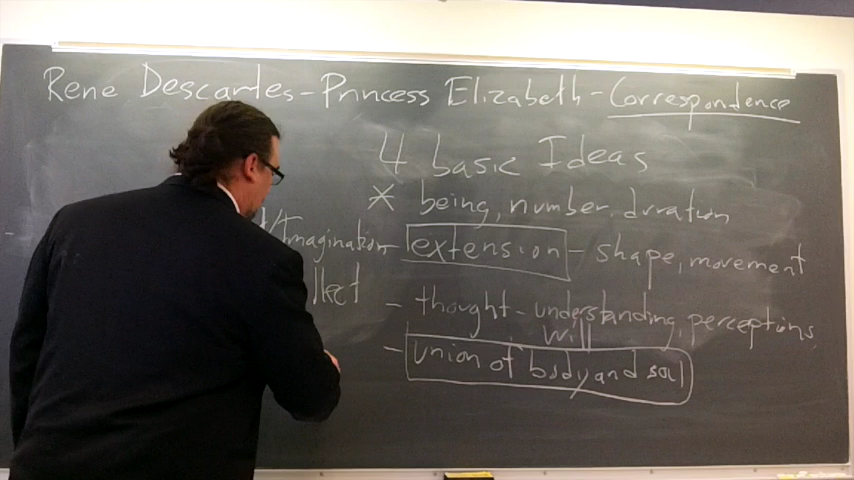 Rene Descartes - Princess Elizabeth - Correspondence
4 basic Ideas
* being, number, duration
/Imagination - extension - shape, movement
llect - thought - understanding, perceptions
will
- union of body and soul